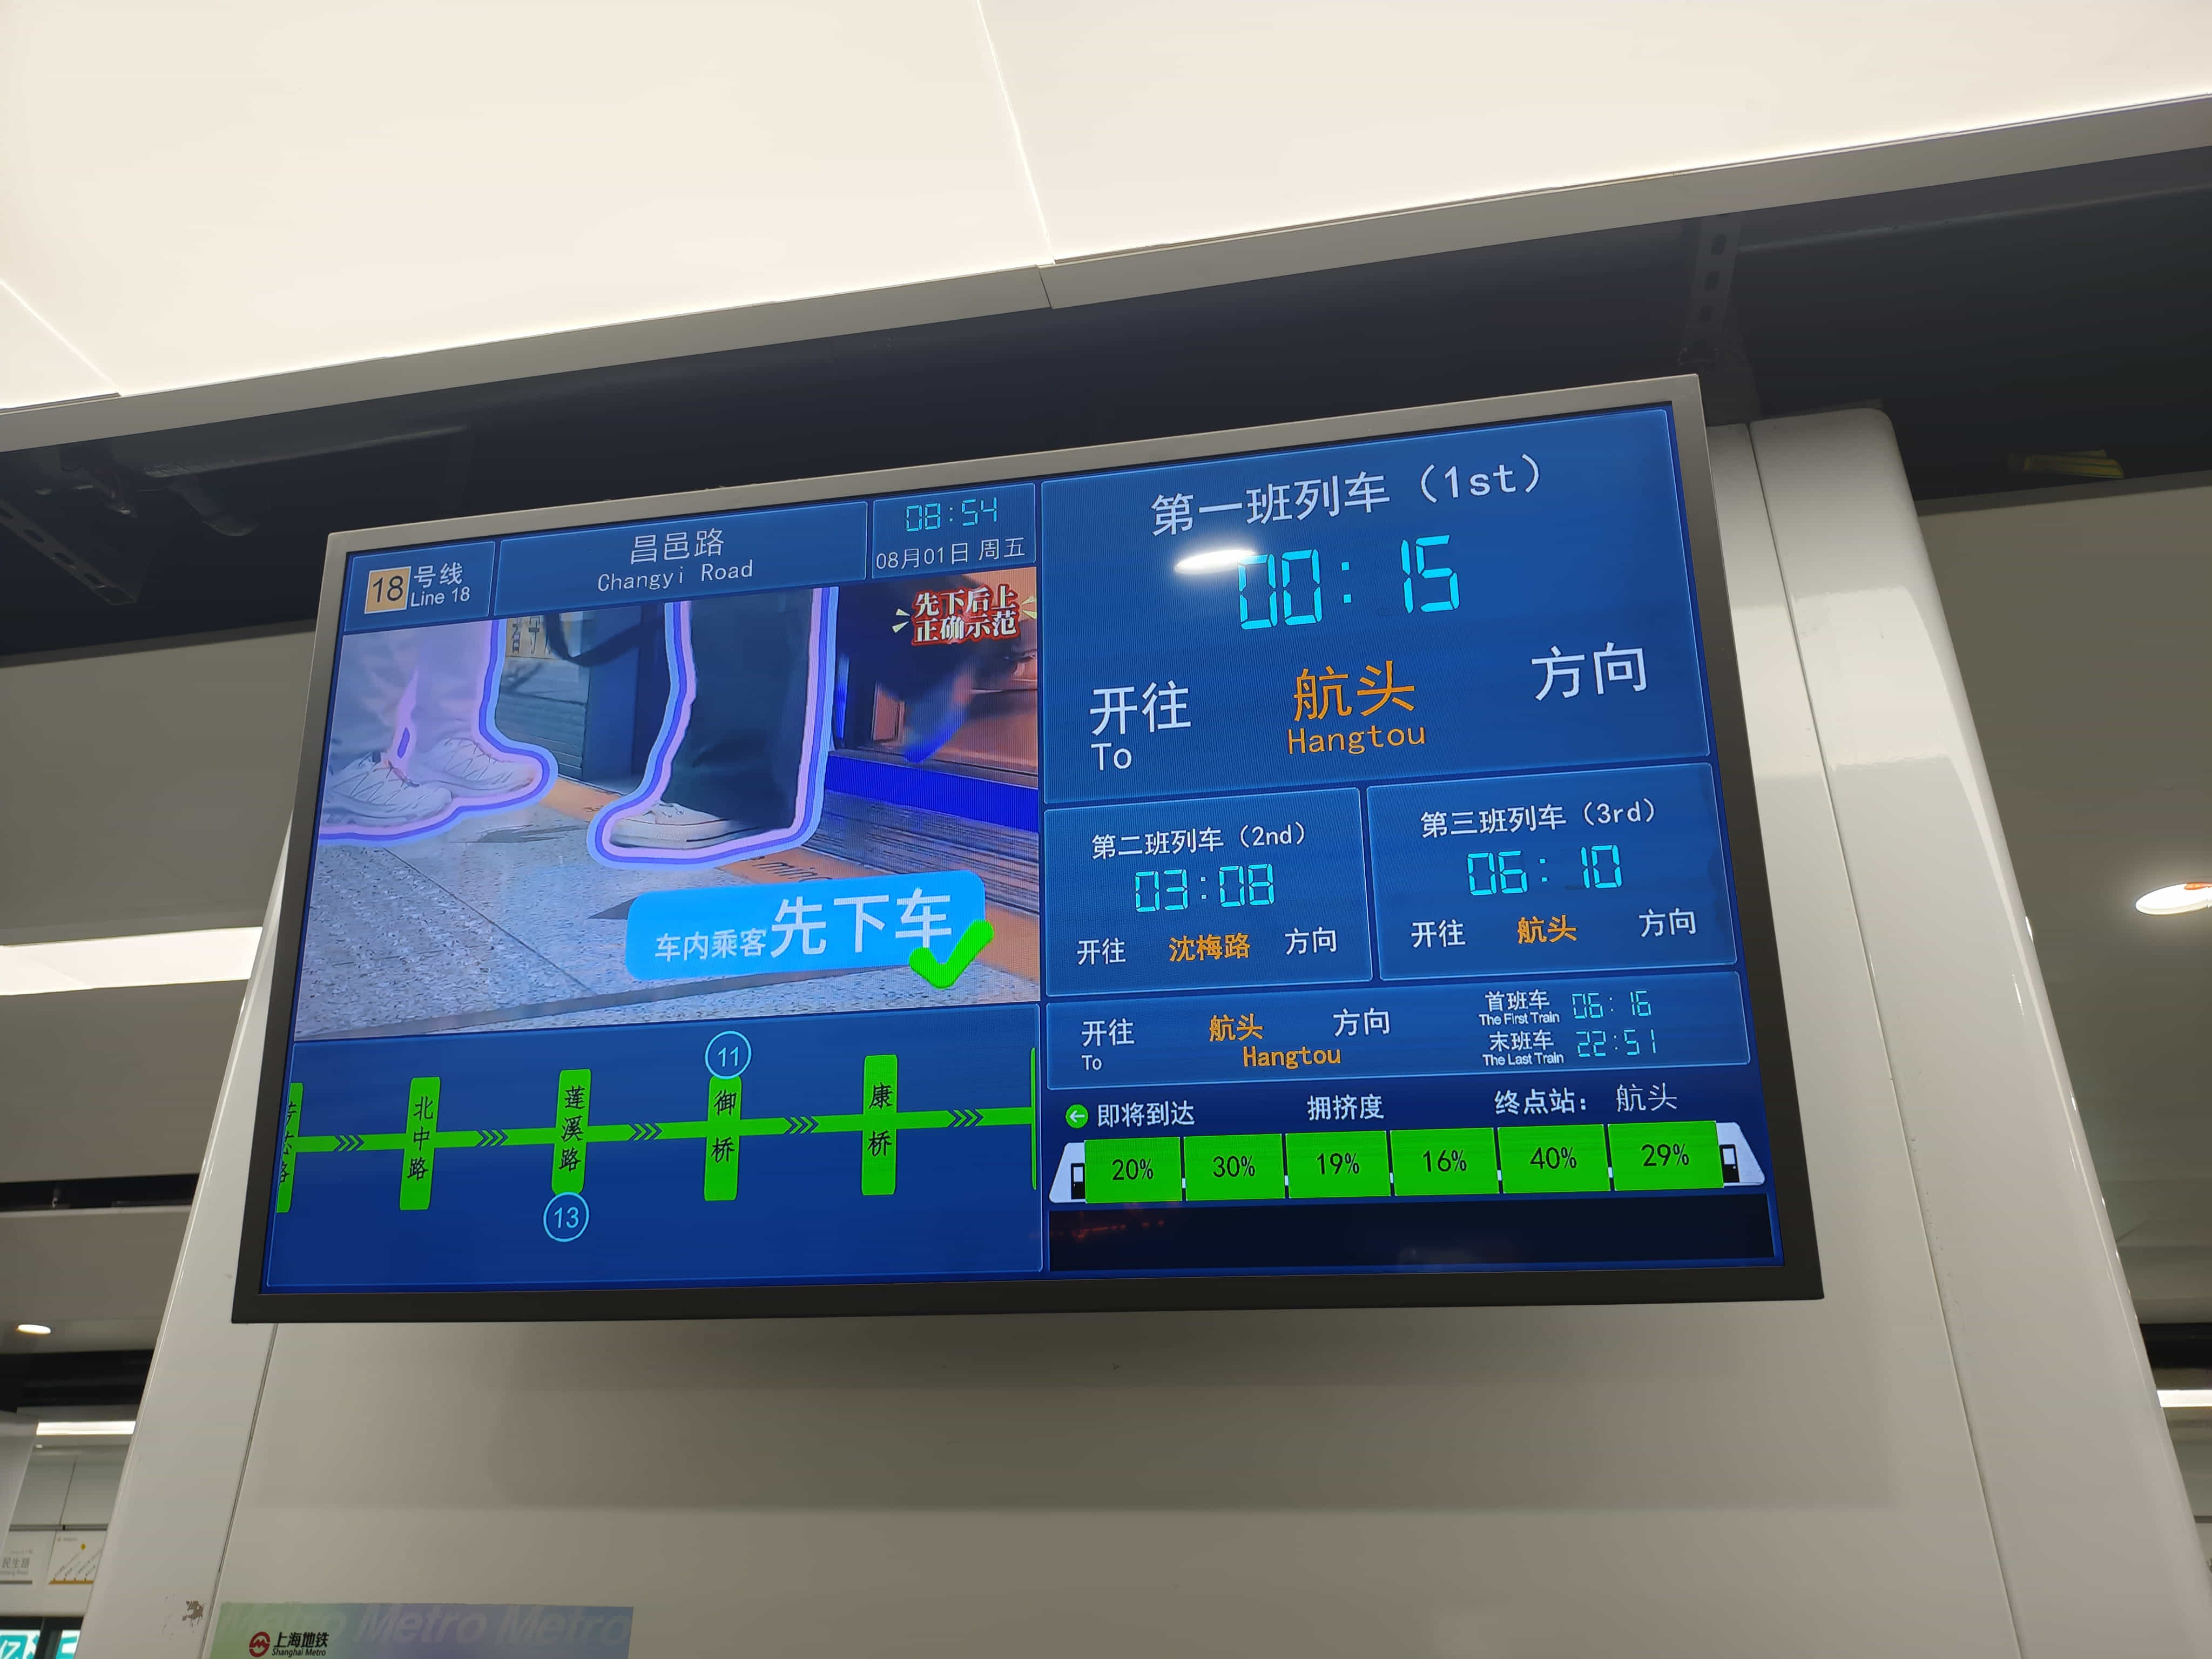 18 号线
Line 18
昌邑路
Changyi Road
08:54
08月01日 周五
先下后上
正确示范
车内乘客先下车
11
北中路
莲溪路
御桥
康桥
13
第一班列车（1st）
00:15
开往 航头 方向
To Hangtou
第二班列车（2nd）
03:08
开往 沈梅路 方向
第三班列车（3rd）
06:10
开往 航头 方向
开往 航头 方向
To Hangtou
首班车 06:16
The First Train
末班车 22:51
The Last Train
即将到达 拥挤度 终点站： 航头
20% 30% 19% 16% 40% 29%
民生路
Metro Metro Metro
上海地铁
Shanghai Metro